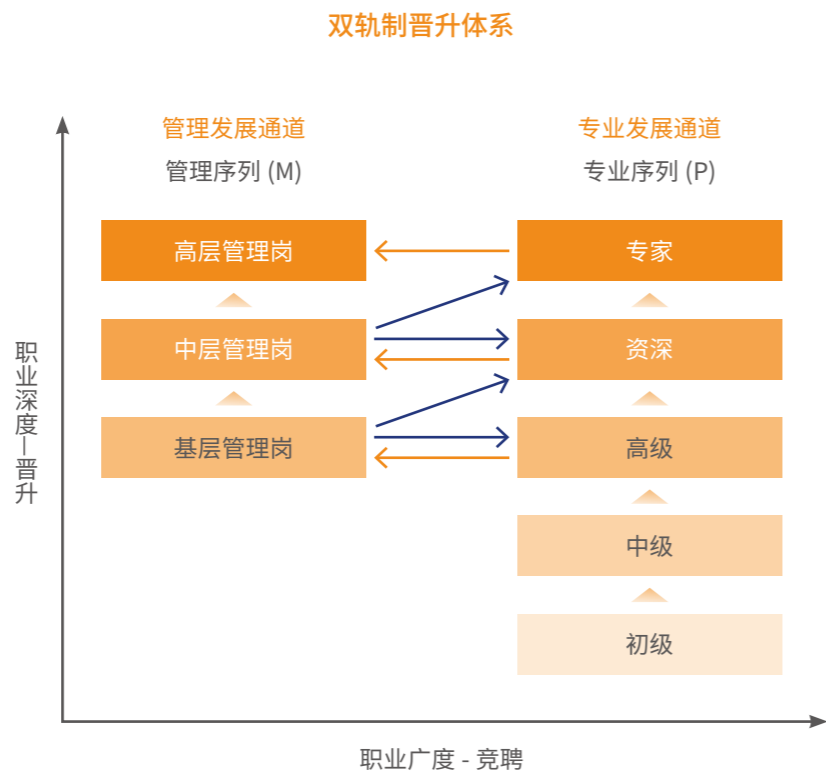 双轨制晋升体系
管理发展通道
专业发展通道
管理序列 (M)
专业序列 (P)
高层管理岗
专家
中层管理岗
资深
基层管理岗
高级
中级
初级
职业深度—晋升
职业广度 - 竞聘